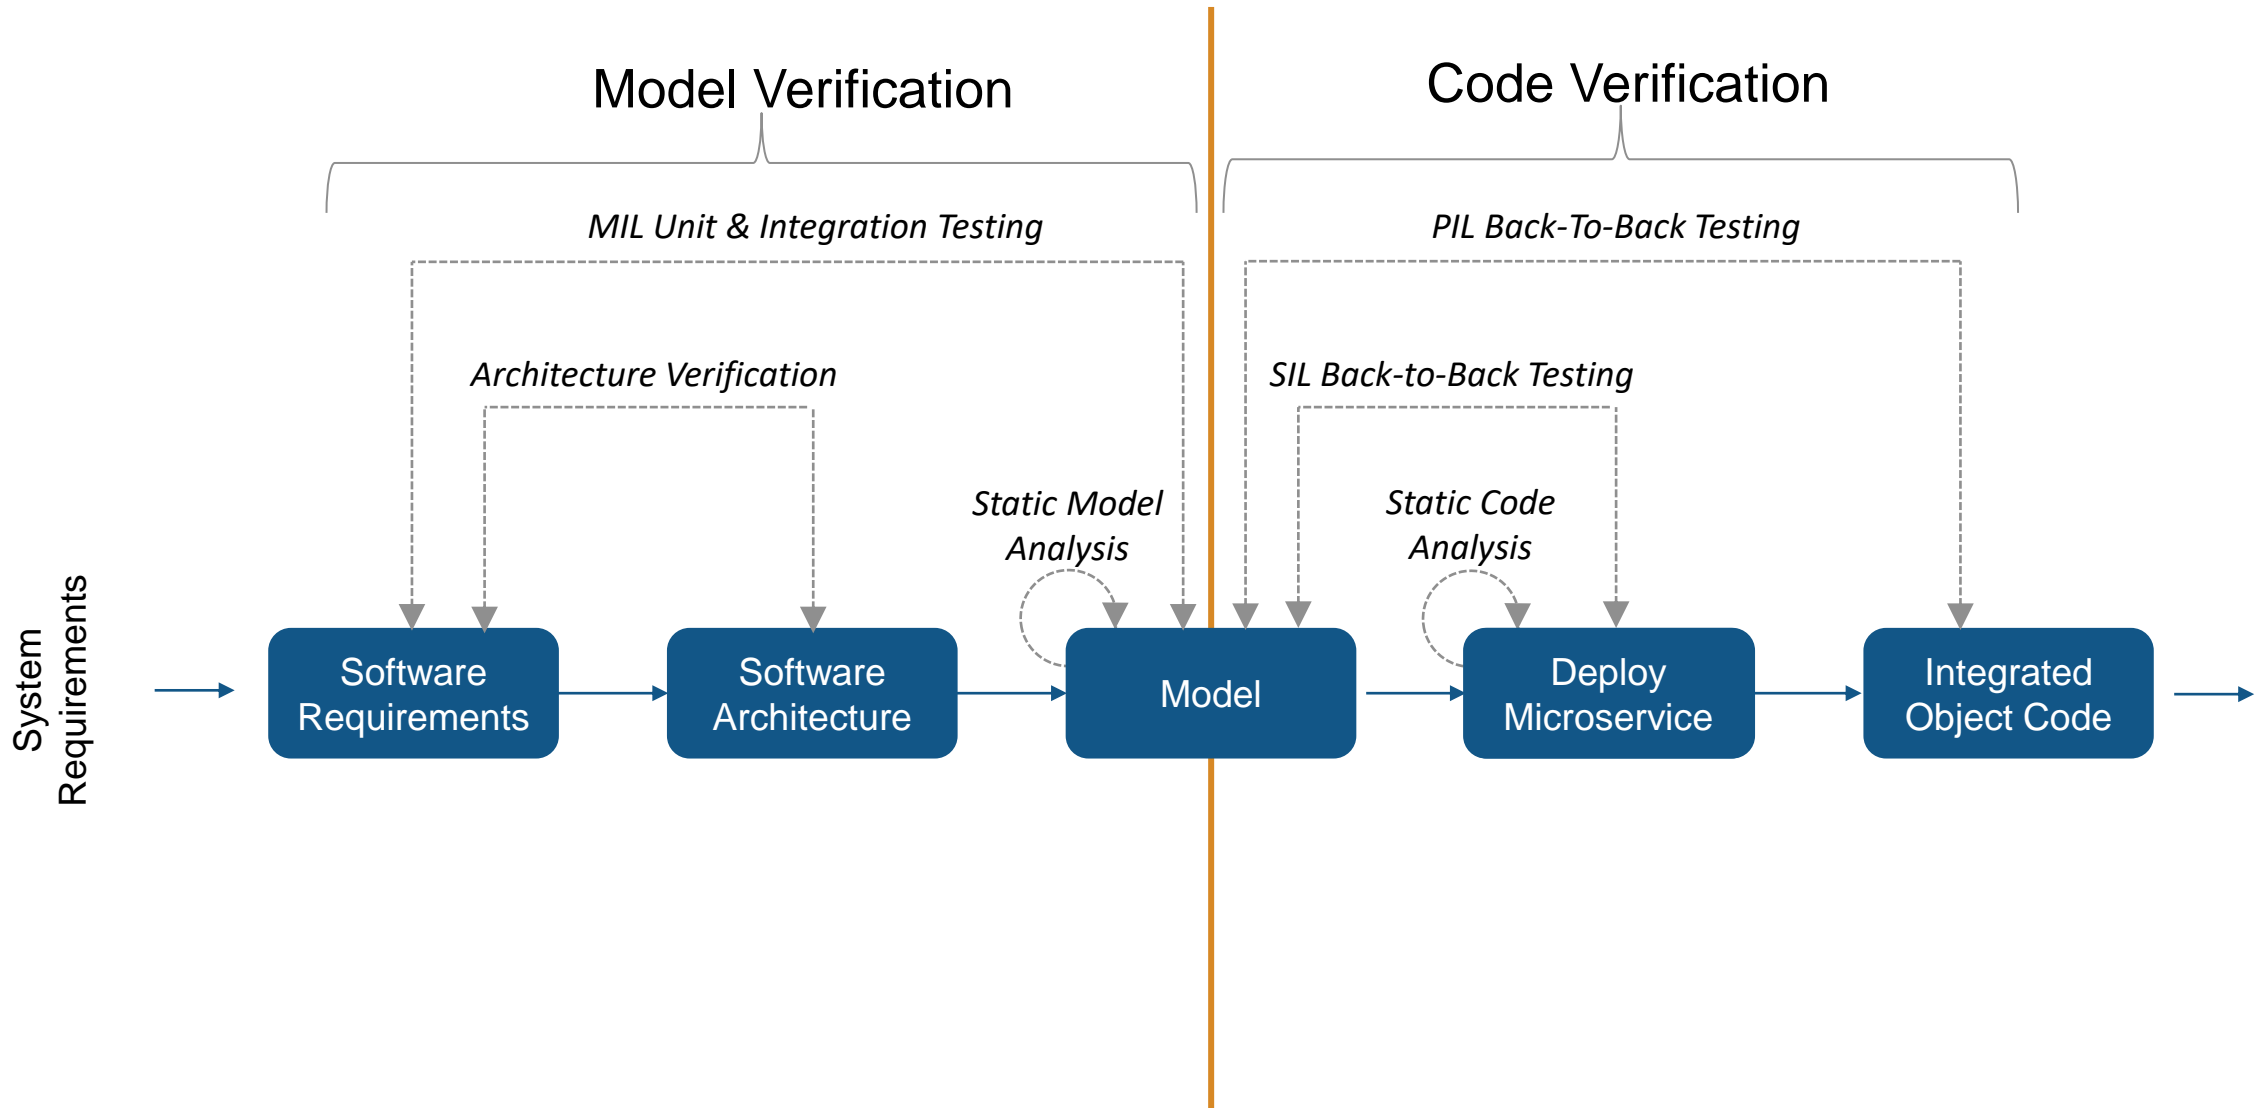 Model Verification
Code Verification
MIL Unit & Integration Testing
PIL Back-To-Back Testing
Architecture Verification
SIL Back-to-Back Testing
Static Model
Analysis
Static Code
Analysis
System
Requirements
Software
Requirements
Software
Architecture
Model
Deploy
Microservice
Integrated
Object Code